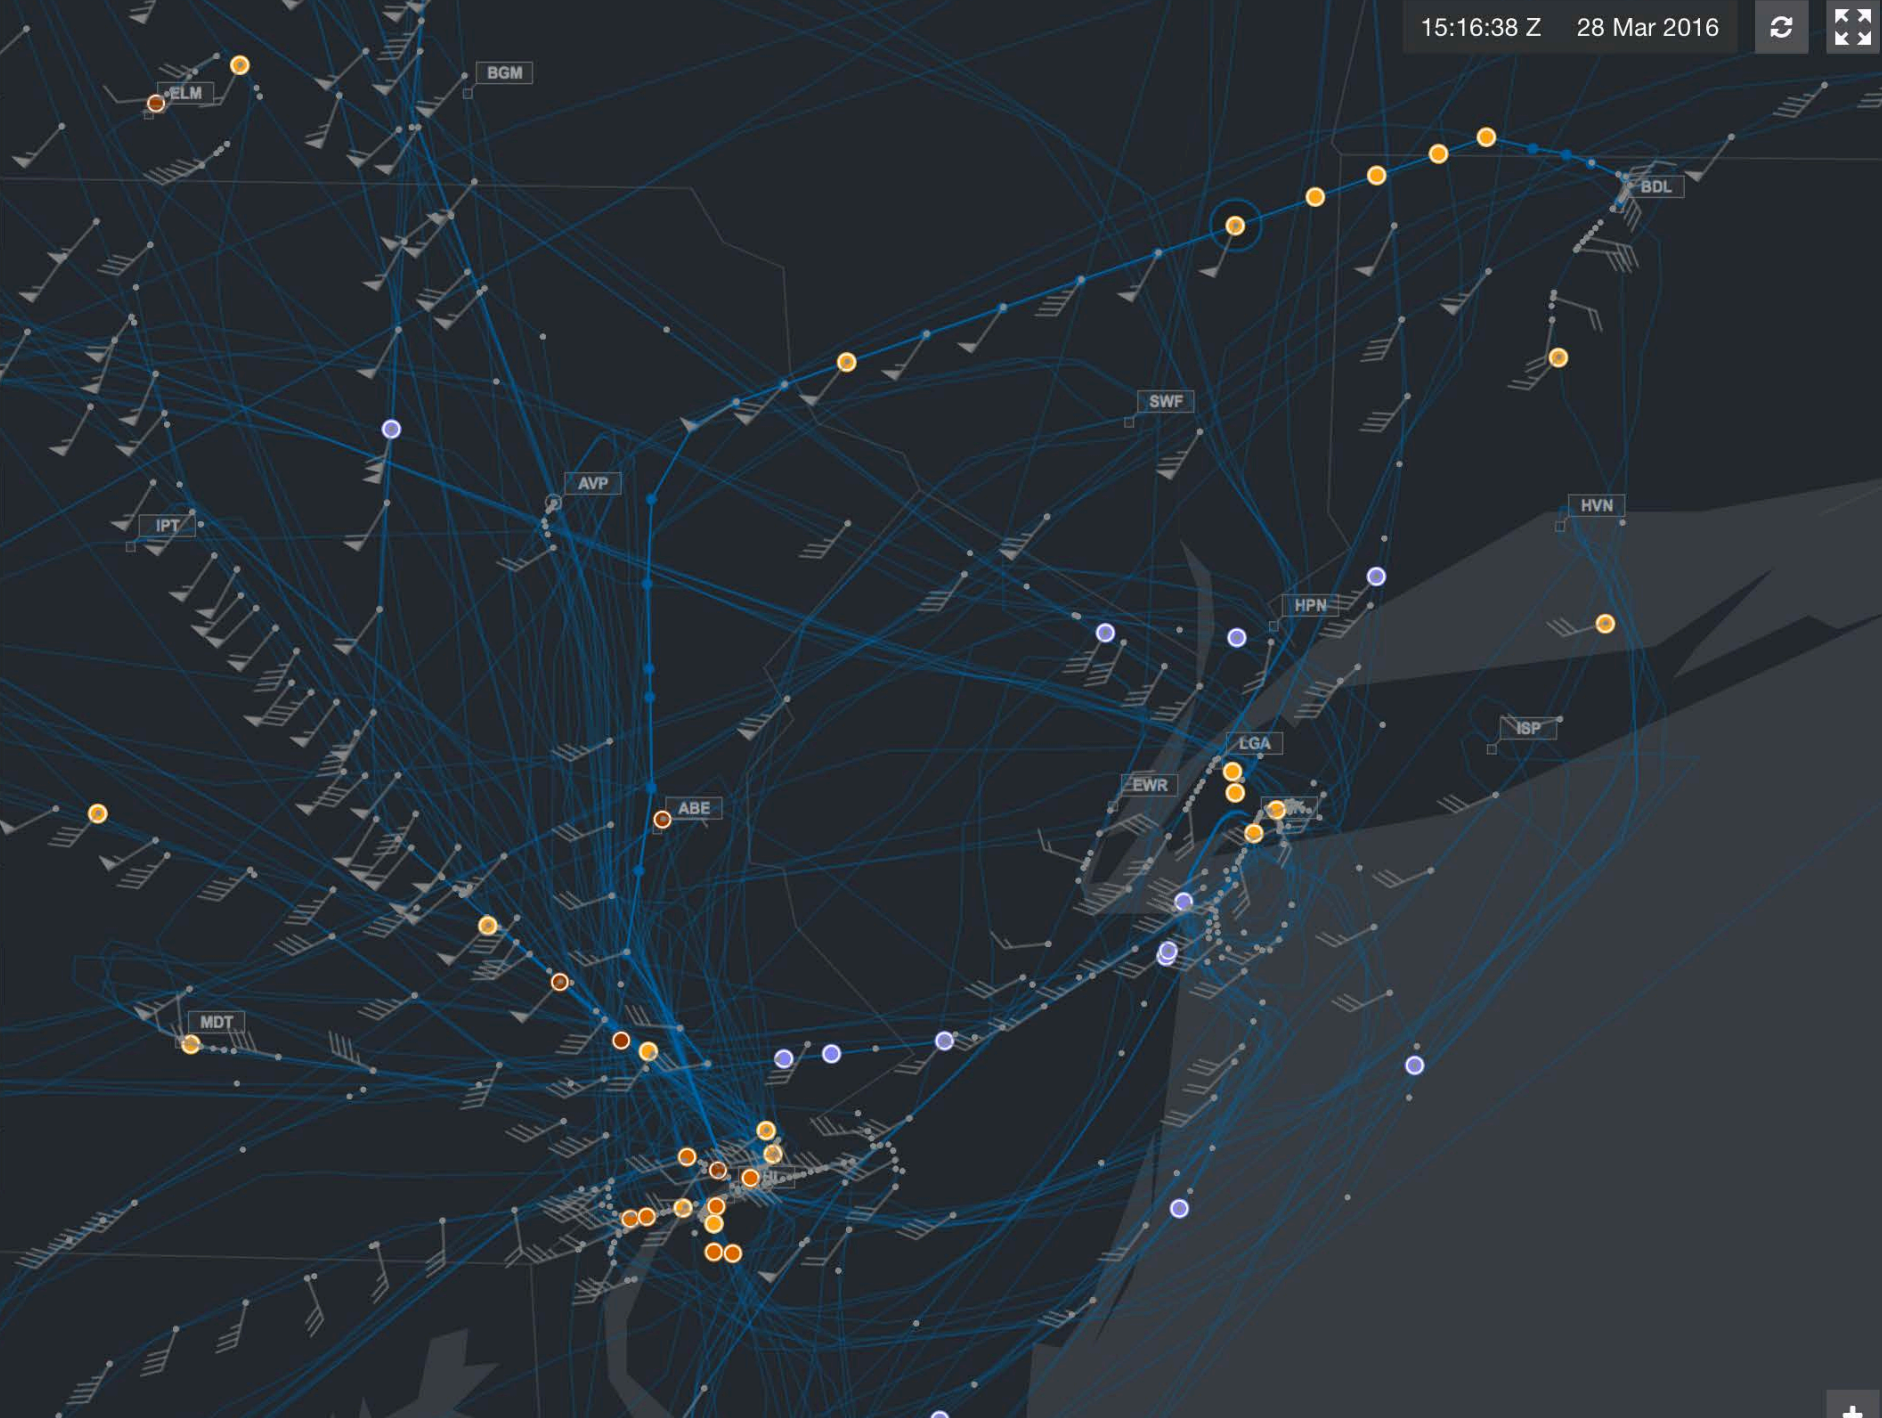 15:16:38 Z 28 Mar 2016
BGM
ELM
BDL
SWF
AVP
HVN
IPT
HPN
ISP
LGA
EWR
ABE
MDT